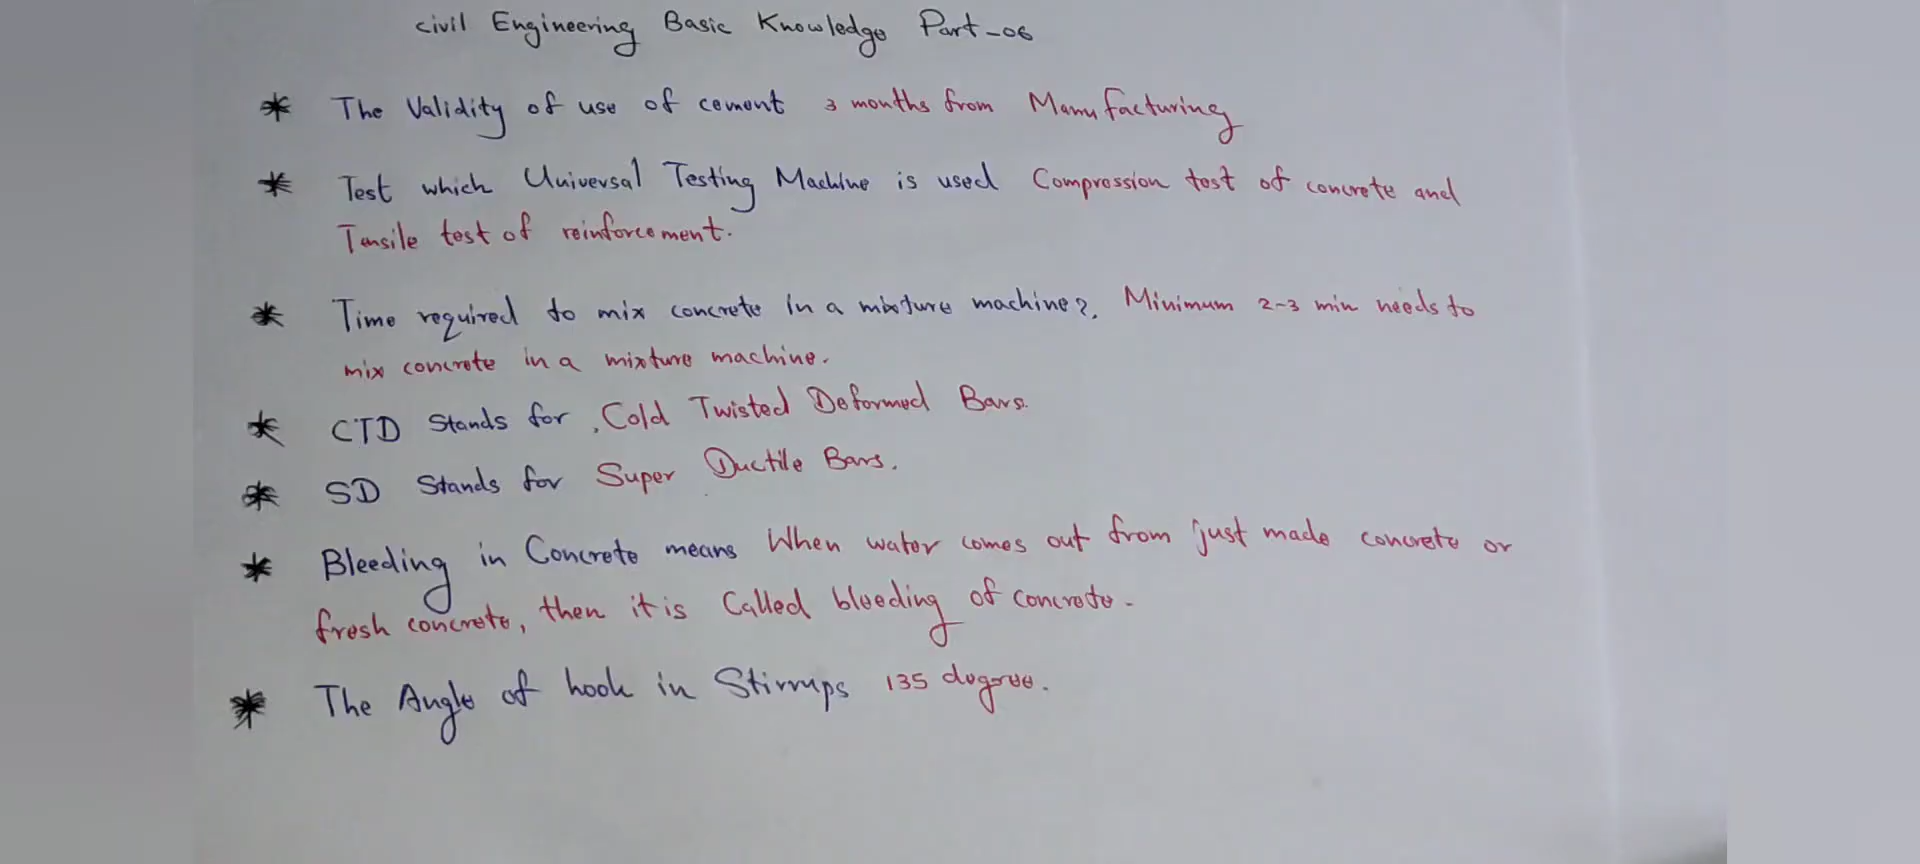 Civil Engineering Basic Knowledge Part-06
* The Validity of use of cement 3 months from Manufacturing
* Test which Universal Testing Machine is used Compression test of concrete and
Tensile test of reinforcement.
* Time required to mix concrete in a mixture machine?, Minimum 2-3 min needs to
mix concrete in a mixture machine.
* CTD Stands for, Cold Twisted Deformed Bars.
* SD Stands for Super Ductile Bars.
* Bleeding in Concrete means When water comes out from just made concrete or
fresh concrete, then it is Called bleeding of concrete.
* The Angle of hook in Stirrups 135 degree.